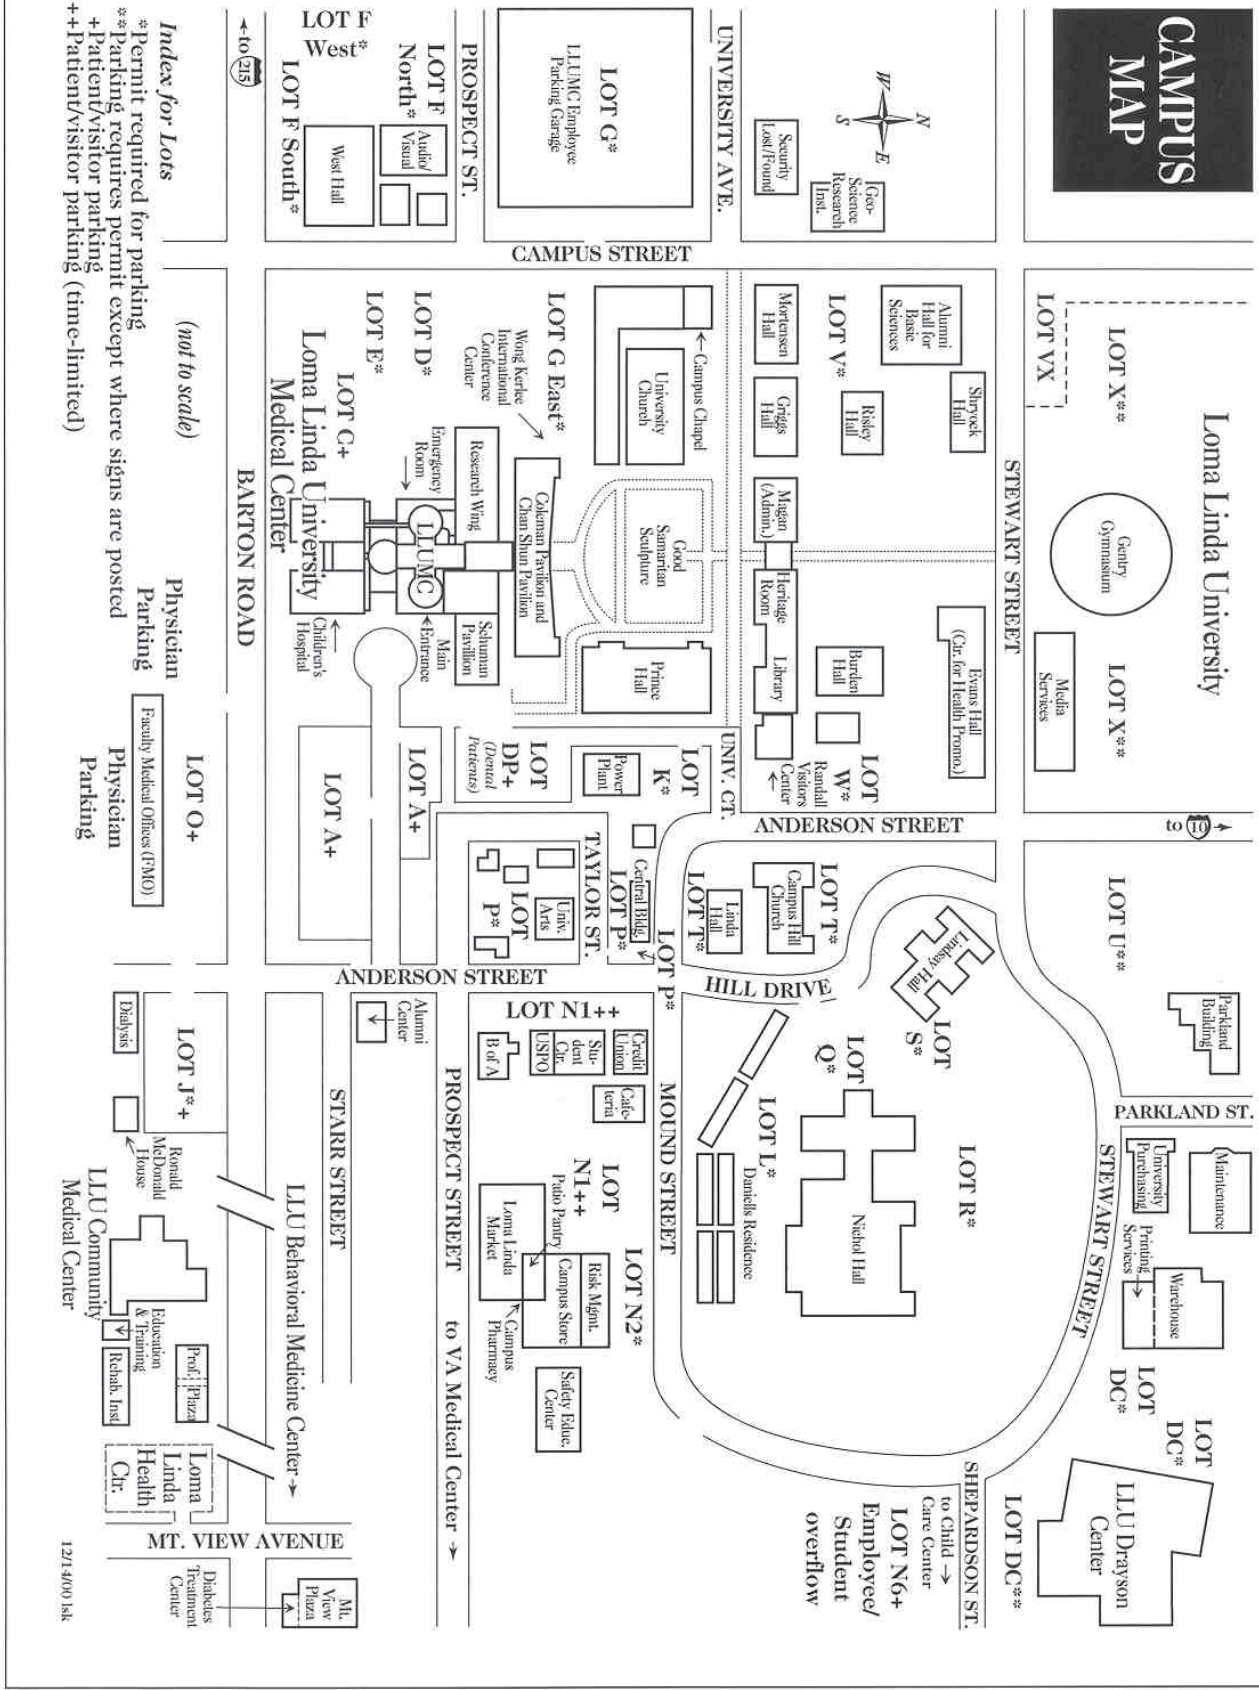 CAMPUS
MAP
Loma Linda University
N
W
E
S
LOT X**
LOT VX
Gentry
Gymnasium
LOT X**
Media
Services
to 10
LOT U**
Parkland
Building
PARKLAND ST.
Maintenance
University
Purchasing
Printing
Services
Warehouse
LOT
DC*
LOT
DC*
LLU Drayson
Center
LOT DC**
STEWART STREET
STEWART STREET
SHEPARDSON ST.
to Child →
Care Center
LOT N6+
Employee/
Student
overflow
Security
Lost/Found
Geo-
Science
Research
Inst.
Alumni
Hall for
Basic
Sciences
Shryock
Hall
LOT V*
Risley
Hall
Mortensen
Hall
Griggs
Hall
Magan
(Admin.)
Heritage
Room
Library
Burden
Hall
Evans Hall
(Ctr. for Health Promo.)
LOT
W*
Randall
Visitors
Center
ANDERSON STREET
LOT T*
Campus Hill
Church
Linda
Hall
LOT T*
Lindsay Hall
LOT
S*
HILL DRIVE
LOT
Q*
LOT R*
Nichol Hall
LOT L*
Daniells Residence
UNIVERSITY AVE.
UNIV. CT.
LOT G*
LLUMC Employee
Parking Garage
CAMPUS STREET
← Campus Chapel
University
Church
LOT G East*
Wong Kerlee
International
Conference
Center
Good
Samaritan
Sculpture
Coleman Pavilion and
Chan Shun Pavilion
Prince
Hall
LOT
K*
Power
Plant
LOT
DP+
(Dental
Patients)
Central Bldg.
LOT P*
LOT P*
TAYLOR ST.
Univ.
Arts
LOT
P*
MOUND STREET
LOT N1++
Credit
Union
Stu-
dent
Ctr.
USPO
B of A
Cafe-
teria
LOT
N1++
Patio Pantry
Loma Linda
Market
LOT N2*
Risk Mgmt.
Campus Store
Campus
Pharmacy
Safety Educ.
Center
PROSPECT ST.
LOT F
West*
LOT F
North*
Audio/
Visual
West Hall
LOT F South*
LOT D*
LOT E*
LOT C+
Emergency
Room
Research Wing
LLUMC
Schuman
Pavillion
Main
Entrance
Loma Linda University
Medical Center
Children's
Hospital
LOT A+
LOT A+
ANDERSON STREET
PROSPECT STREET
to VA Medical Center →
Alumni
Center
STARR STREET
LLU Behavioral Medicine Center →
← to 215
BARTON ROAD
MT. VIEW AVENUE
Mt.
View
Plaza
Diabetes
Treatment
Center
LOT O+
Physician
Parking
Faculty Medical Offices (FMO)
Physician
Parking
LOT J*+
Dialysis
Ronald
McDonald
House
LLU Community
Medical Center
Education
& Training
Prof. Plaza
Rehab. Inst.
Loma
Linda
Health
Ctr.
Index for Lots
*Permit required for parking
**Parking requires permit except where signs are posted
+Patient/visitor parking
++Patient/visitor parking (time-limited)
(not to scale)
12/14/00 lsk